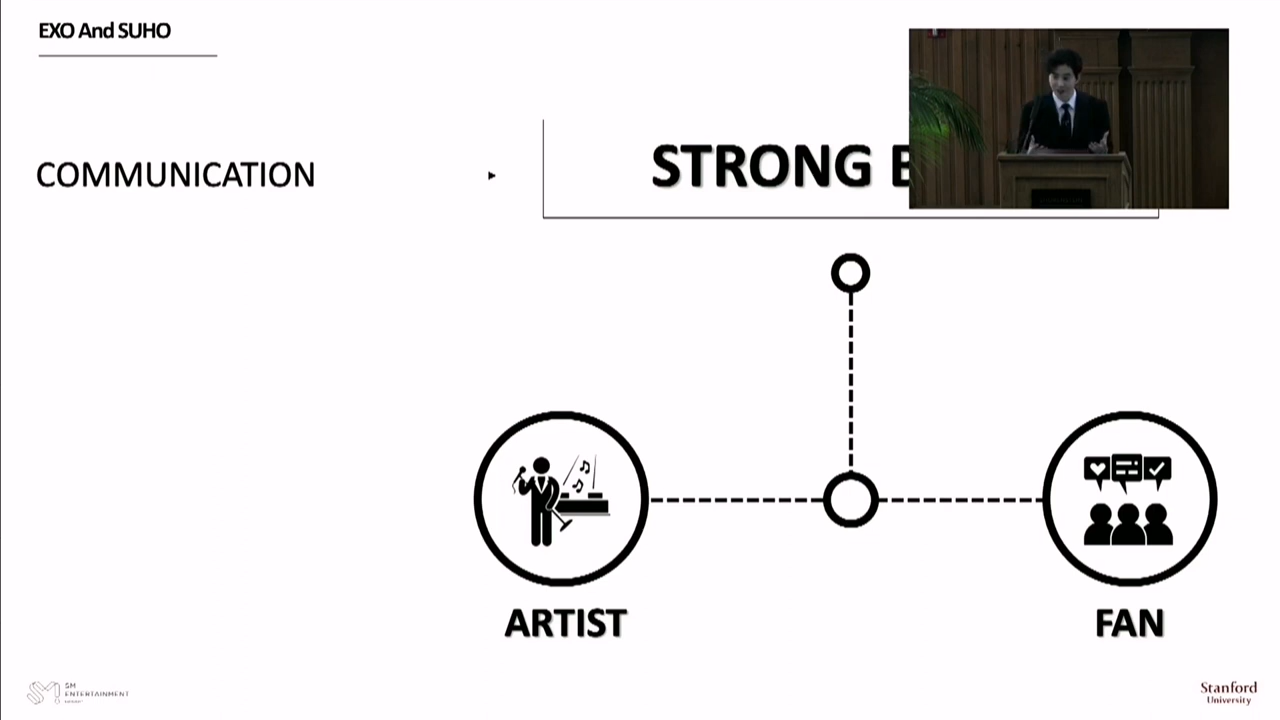 EXO And SUHO
COMMUNICATION
STRONG
ARTIST
FAN
SM
ENTERTAINMENT
Stanford
University